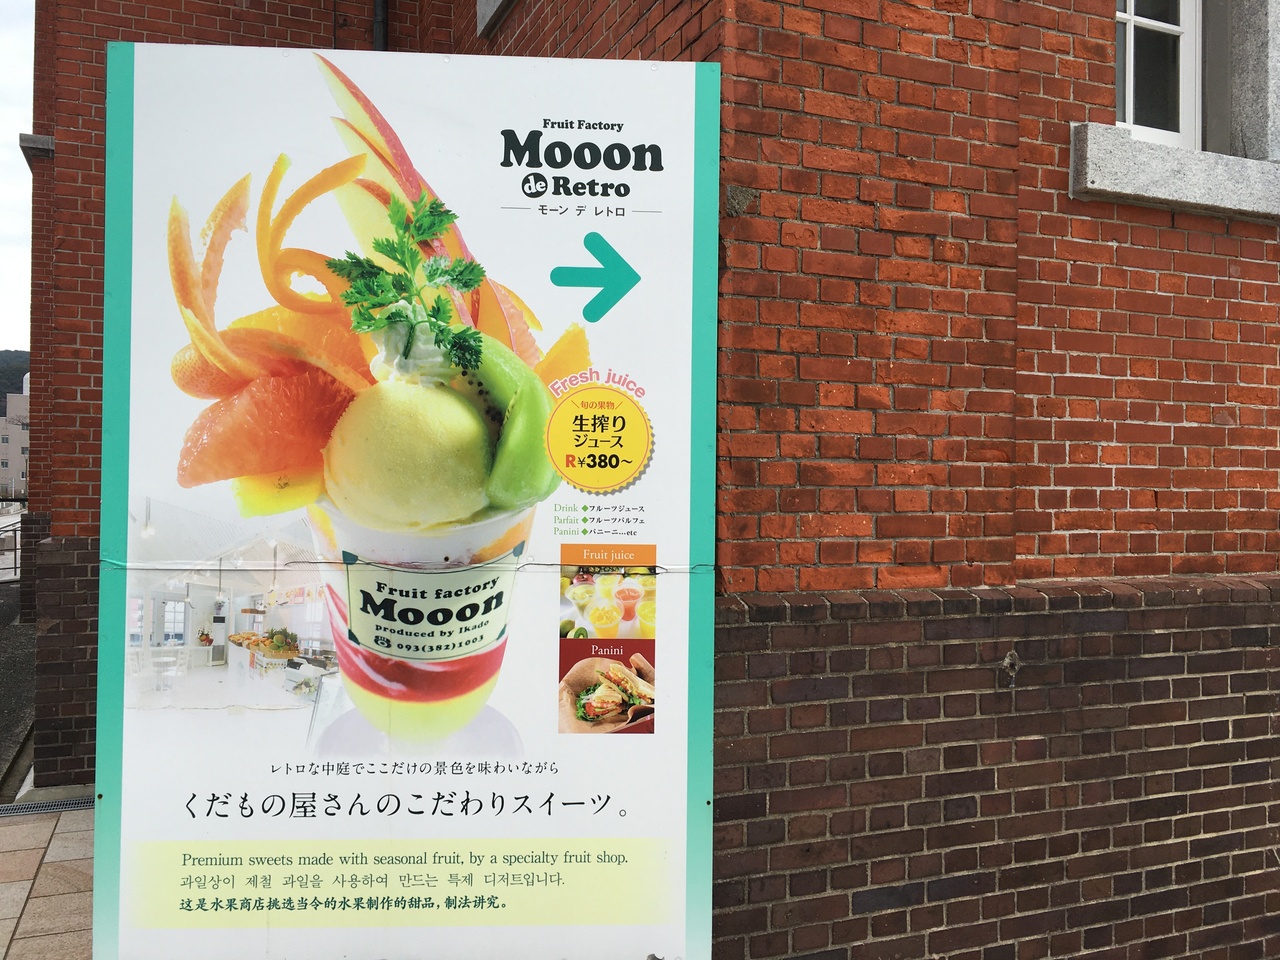 Fruit Factory
Mooon
de Retro
モーン デ レトロ
Fresh juice
旬の果物
生搾り
ジュース
R¥380~
Drink ◆フルーツジュース
Parfait ◆フルーツパルフェ
Panini ◆パニーニ...etc
Fruit juice
Panini
Fruit factory
Mooon
produced by Ikado
☎ 093(382)1003
レトロな中庭でここだけの景色を味わいながら
くだもの屋さんのこだわりスイーツ。
Premium sweets made with seasonal fruit, by a specialty fruit shop.
과일상이 제철 과일을 사용하여 만드는 특제 디저트입니다.
这是水果商店挑选当令的水果制作的甜品，制法讲究。